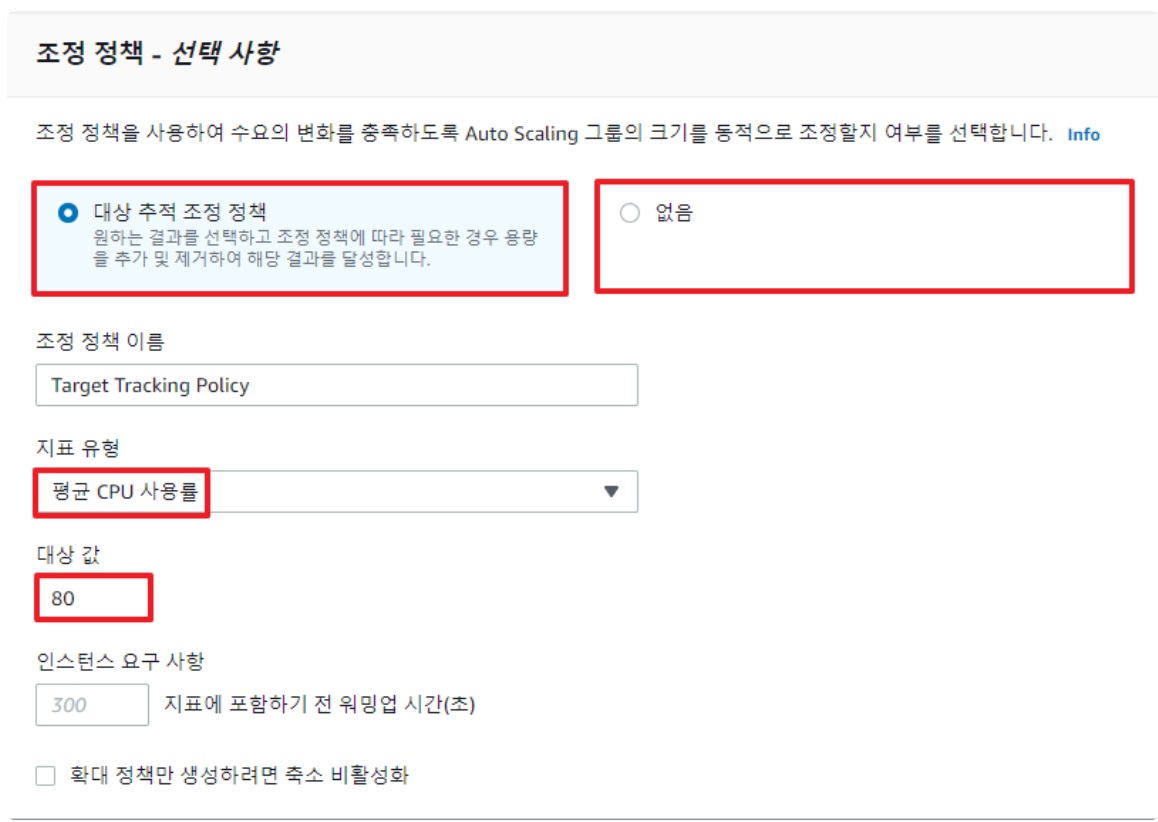 조정 정책 - 선택 사항
조정 정책을 사용하여 수요의 변화를 충족하도록 Auto Scaling 그룹의 크기를 동적으로 조정할지 여부를 선택합니다. Info
대상 추적 조정 정책
원하는 결과를 선택하고 조정 정책에 따라 필요한 경우 용량
을 추가 및 제거하여 해당 결과를 달성합니다.
없음
조정 정책 이름
Target Tracking Policy
지표 유형
평균 CPU 사용률
대상 값
80
인스턴스 요구 사항
300 지표에 포함하기 전 워밍업 시간(초)
확대 정책만 생성하려면 축소 비활성화